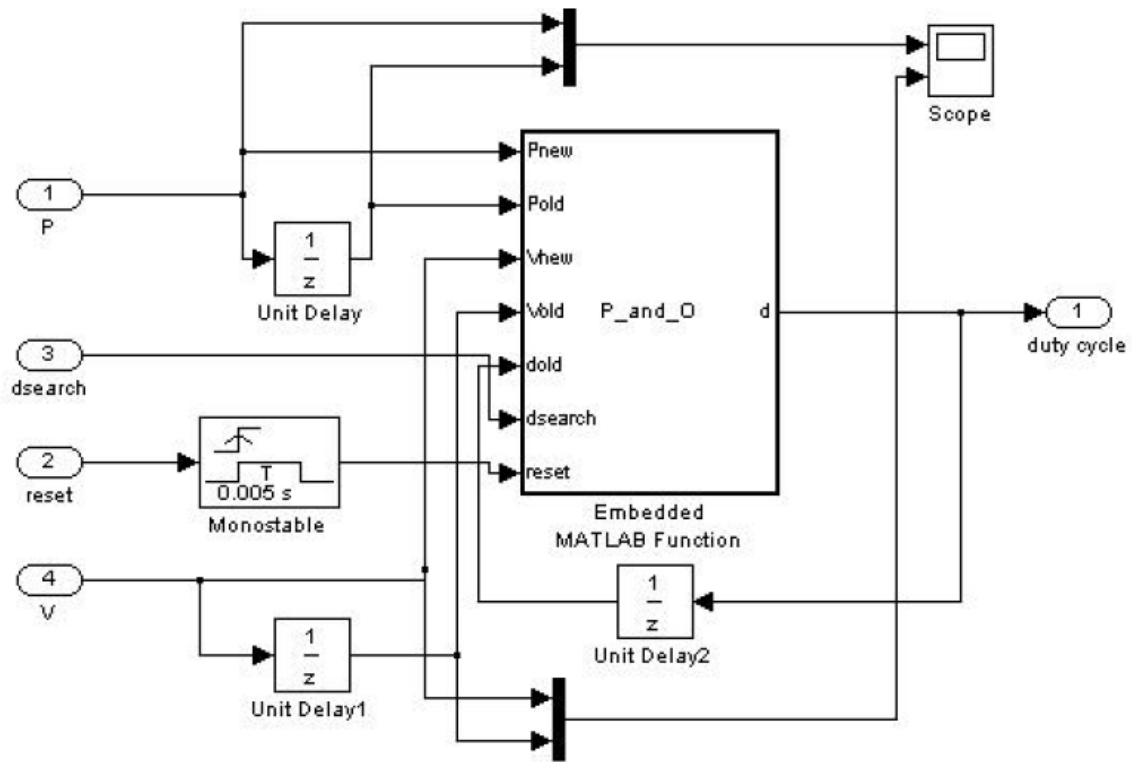 Scope
Pnew
1
P
Pold
1
z
Unit Delay
Vnew
Vold
P_and_O
d
1
duty cycle
3
dsearch
dold
dsearch
2
reset
T
0.005 s
Monostable
reset
Embedded
MATLAB Function
4
V
1
z
Unit Delay1
1
z
Unit Delay2